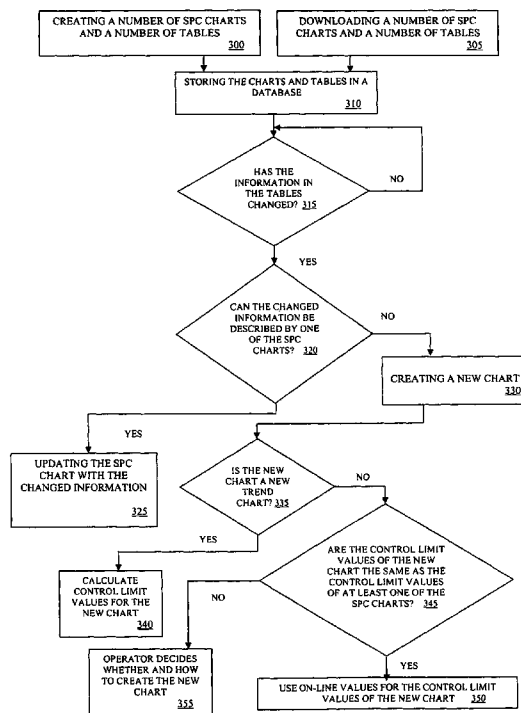 CREATING A NUMBER OF SPC CHARTS
AND A NUMBER OF TABLES
300
DOWNLOADING A NUMBER OF SPC
CHARTS AND A NUMBER OF TABLES
305
STORING THE CHARTS AND TABLES IN A
DATABASE
310
HAS THE
INFORMATION IN
THE TABLES
CHANGED? 315
NO
YES
CAN THE CHANGED
INFORMATION BE
DESCRIBED BY ONE
OF THE SPC
CHARTS? 320
NO
CREATING A NEW CHART
330
YES
UPDATING THE SPC
CHART WITH THE
CHANGED INFORMATION
325
IS THE NEW
CHART A NEW
TREND
CHART? 335
NO
YES
CALCULATE
CONTROL LIMIT
VALUES FOR THE
NEW CHART
340
ARE THE CONTROL LIMIT
VALUES OF THE NEW
CHART THE SAME AS THE
CONTROL LIMIT VALUES
OF AT LEAST ONE OF THE
SPC CHARTS? 345
NO
OPERATOR DECIDES
WHETHER AND HOW
TO CREATE THE NEW
CHART
355
YES
USE ON-LINE VALUES FOR THE CONTROL
LIMIT VALUES OF THE NEW CHART 350